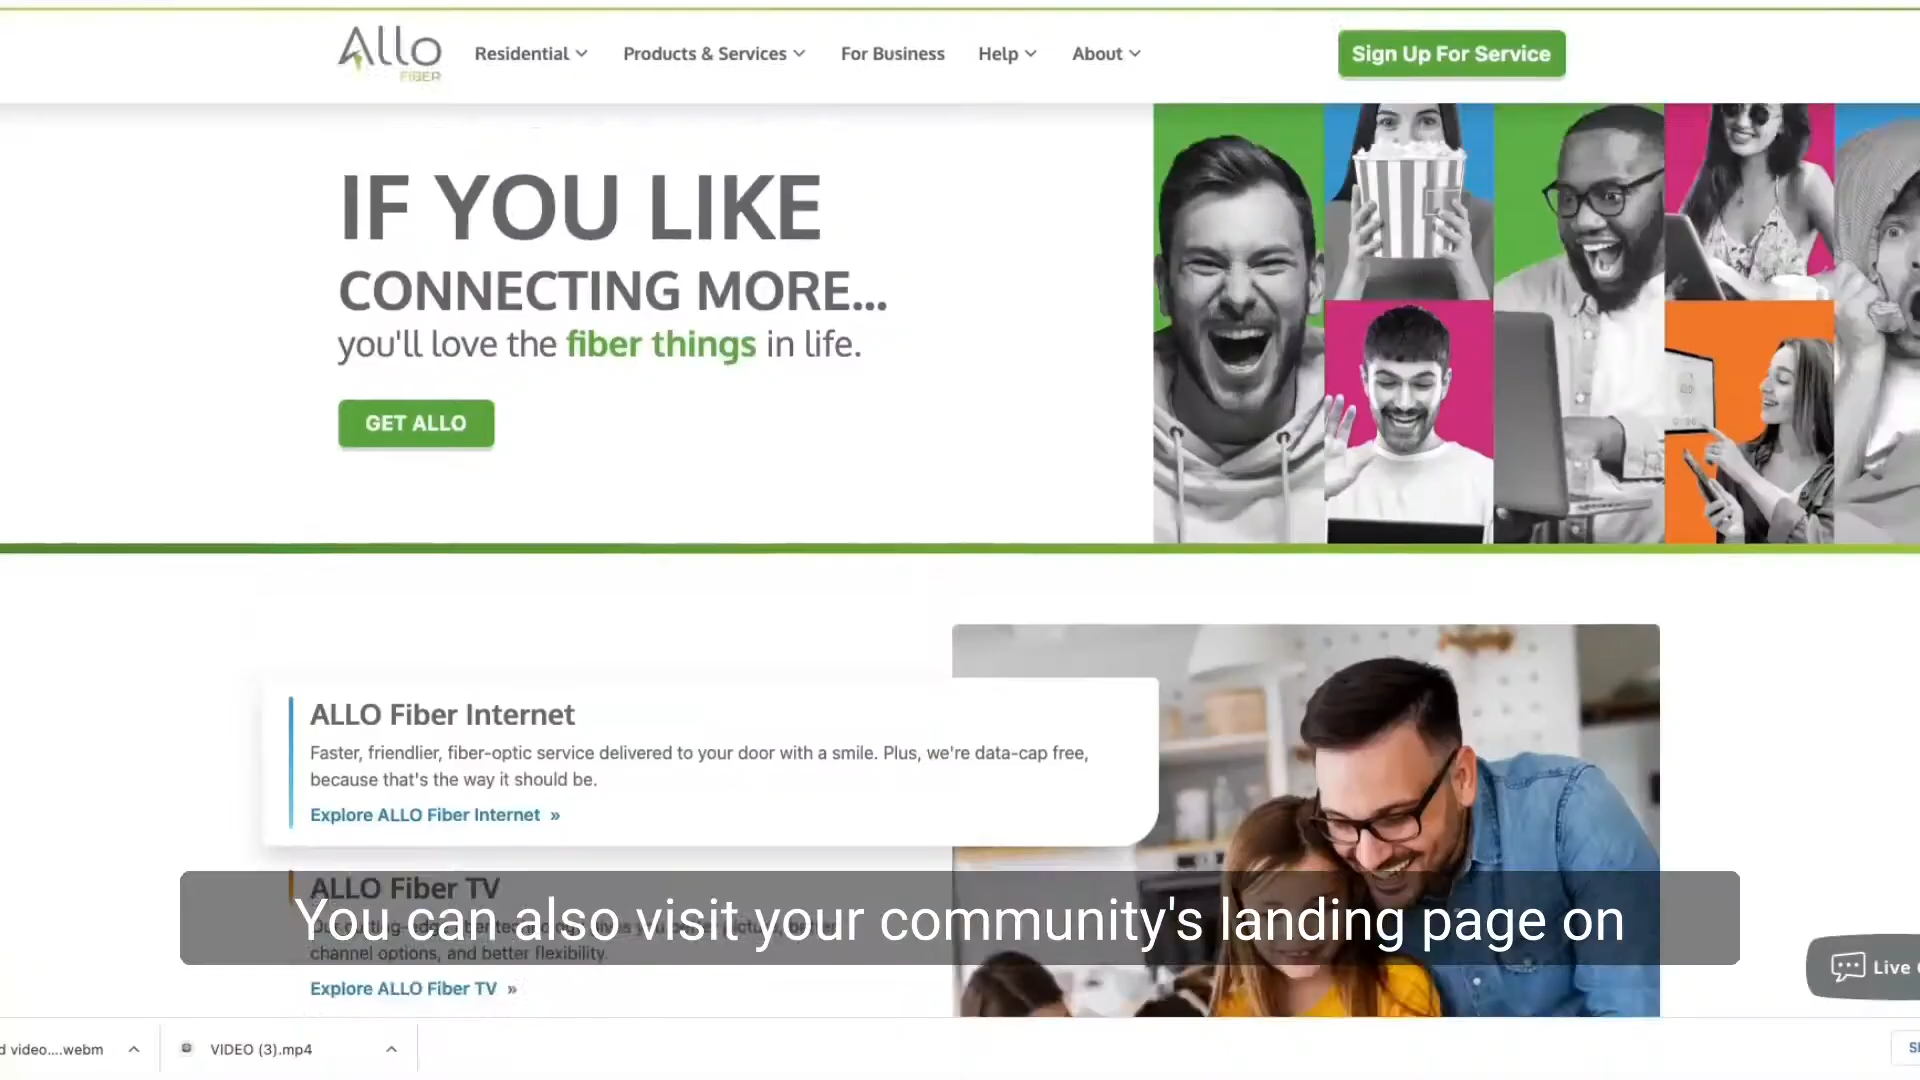 Allo
FIBER
Residential
Products & Services
For Business
Help
About
Sign Up For Service
IF YOU LIKE
CONNECTING MORE...
you'll love the fiber things in life.
GET ALLO
ALLO Fiber Internet
Faster, friendlier, fiber-optic service delivered to your door with a smile. Plus, we're data-cap free,
because that's the way it should be.
Explore ALLO Fiber Internet »
ALLO Fiber TV
You can also visit your community's landing page on
channel options, and better flexibility.
Explore ALLO Fiber TV »
Live
d video....webm
VIDEO (3).mp4